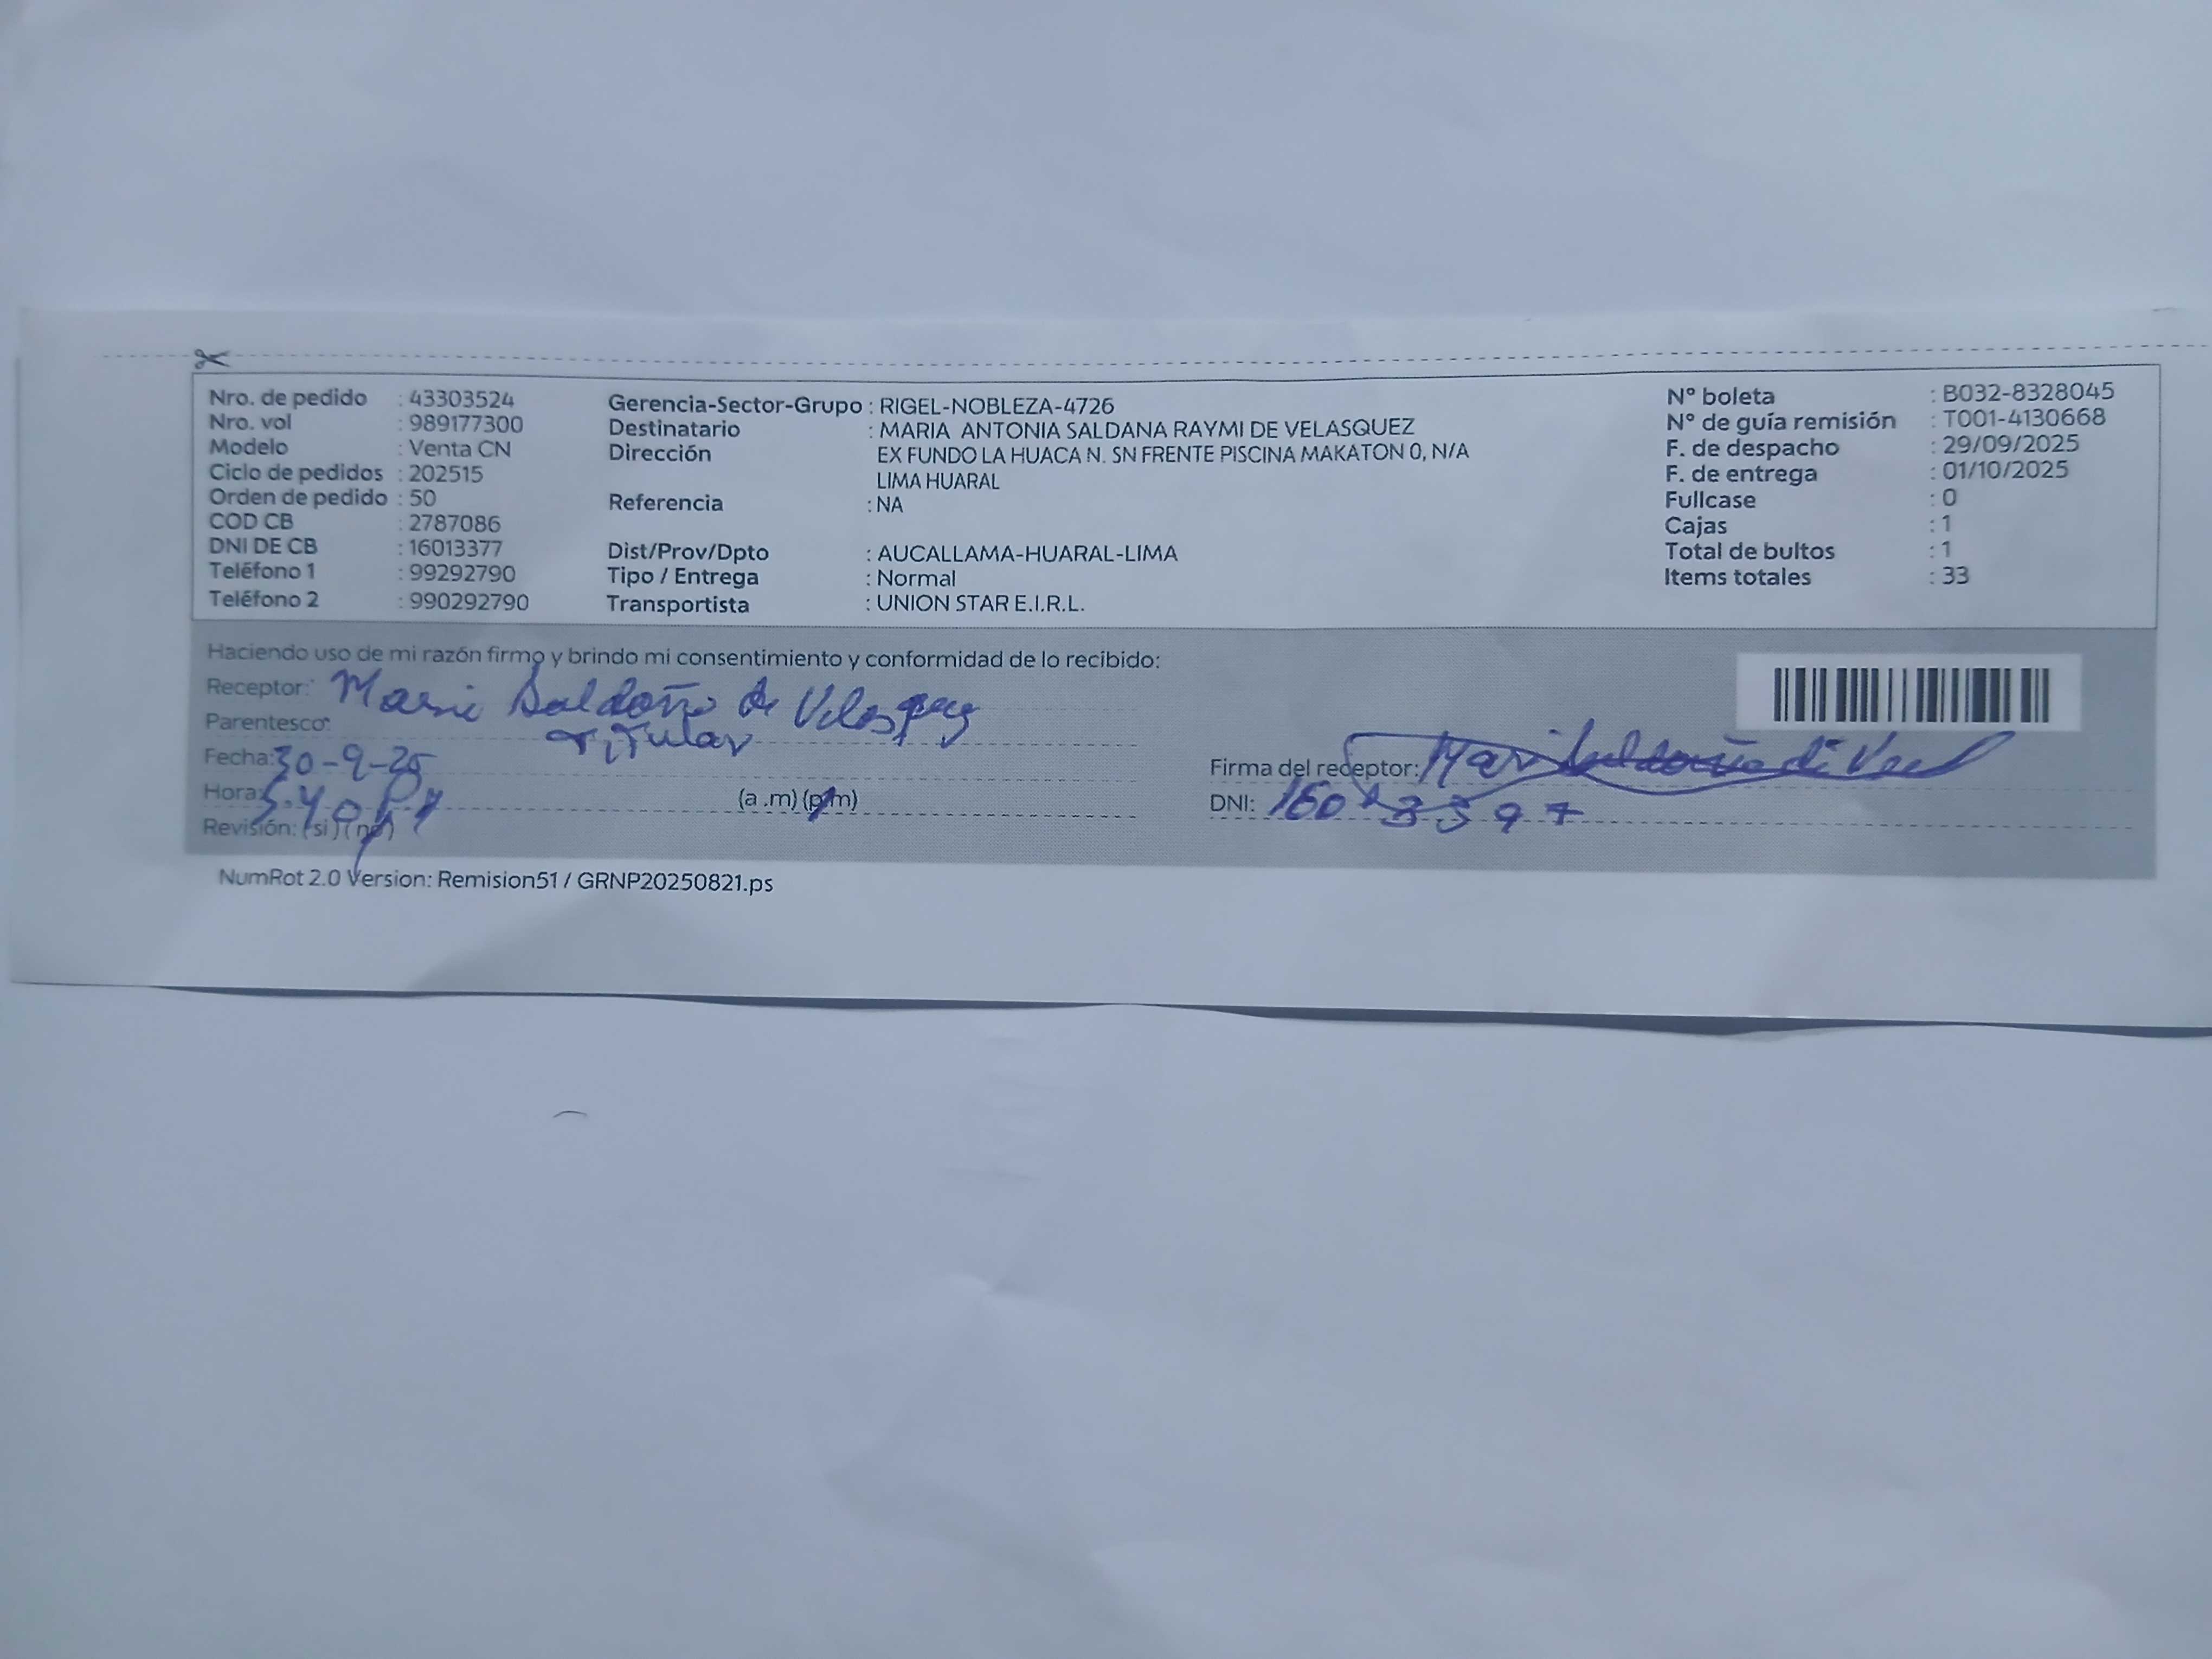 Nro. de pedido : 43303524
Nro. vol : 989177300
Modelo : Venta CN
Ciclo de pedidos : 202515
Orden de pedido : 50
COD CB : 2787086
DNI DE CB : 16013377
Teléfono 1 : 99292790
Teléfono 2 : 990292790
Gerencia-Sector-Grupo : RIGEL-NOBLEZA-4726
Destinatario : MARIA ANTONIA SALDANA RAYMI DE VELASQUEZ
Dirección EX FUNDO LA HUACA N. SN FRENTE PISCINA MAKATON 0, N/A
LIMA HUARAL
Referencia : NA
Dist/Prov/Dpto : AUCALLAMA-HUARAL-LIMA
Tipo / Entrega : Normal
Transportista : UNION STAR E.I.R.L.
N° boleta : B032-8328045
N° de guía remisión : T001-4130668
F. de despacho : 29/09/2025
F. de entrega : 01/10/2025
Fullcase : 0
Cajas : 1
Total de bultos : 1
Items totales : 33
Haciendo uso de mi razón firmo y brindo mi consentimiento y conformidad de lo recibido:
Receptor: Maria Saldaña de Velasquez
Parentesco: Titular
Fecha: 30-9-25
Hora: (a .m) (p.m)
Revisión: (si) (no)
Firma del receptor:
DNI:
NumRot 2.0 Version: Remision51 / GRNP20250821.ps